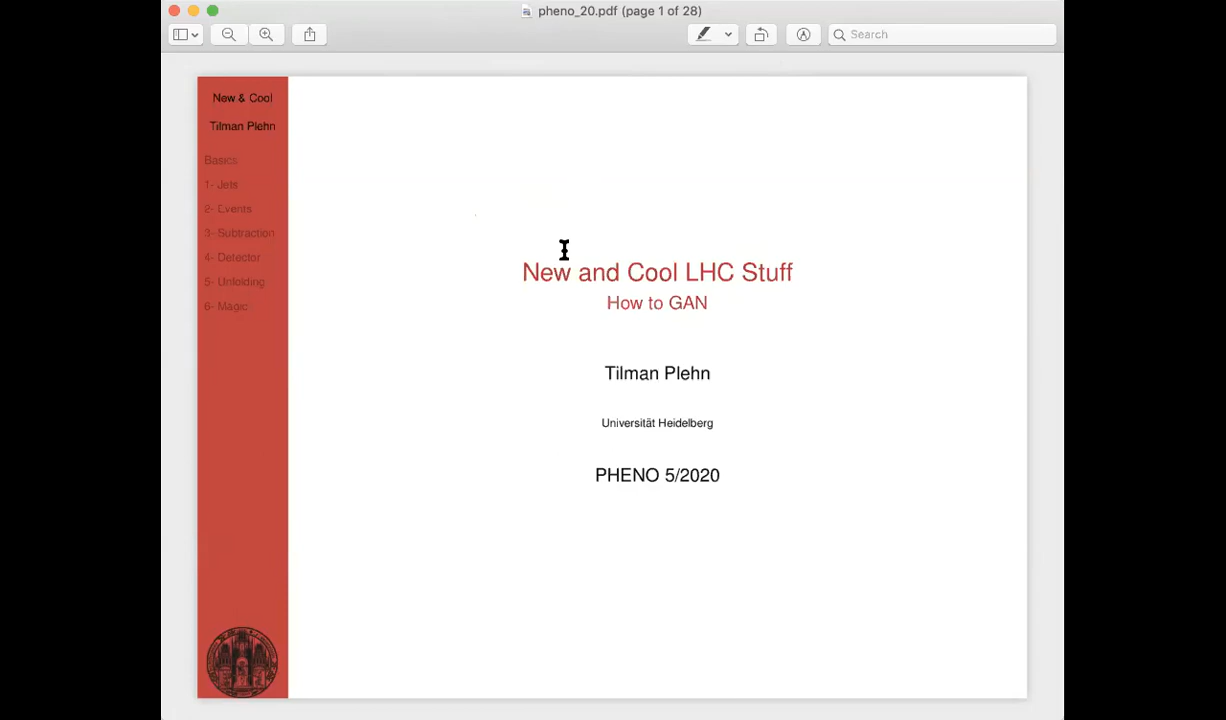 pheno_20.pdf (page 1 of 28)
Search
New & Cool
Tilman Plehn
Basics
1- Jets
2- Events
3- Subtraction
4- Detector
5- Unfolding
6- Magic
New and Cool LHC Stuff
How to GAN
Tilman Plehn
Universität Heidelberg
PHENO 5/2020